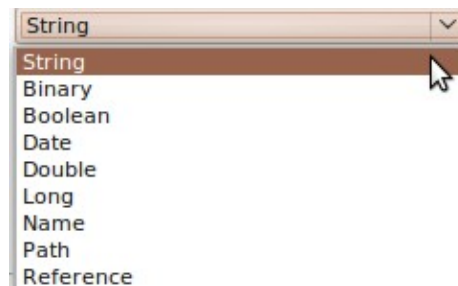 String
String
Binary
Boolean
Date
Double
Long
Name
Path
Reference